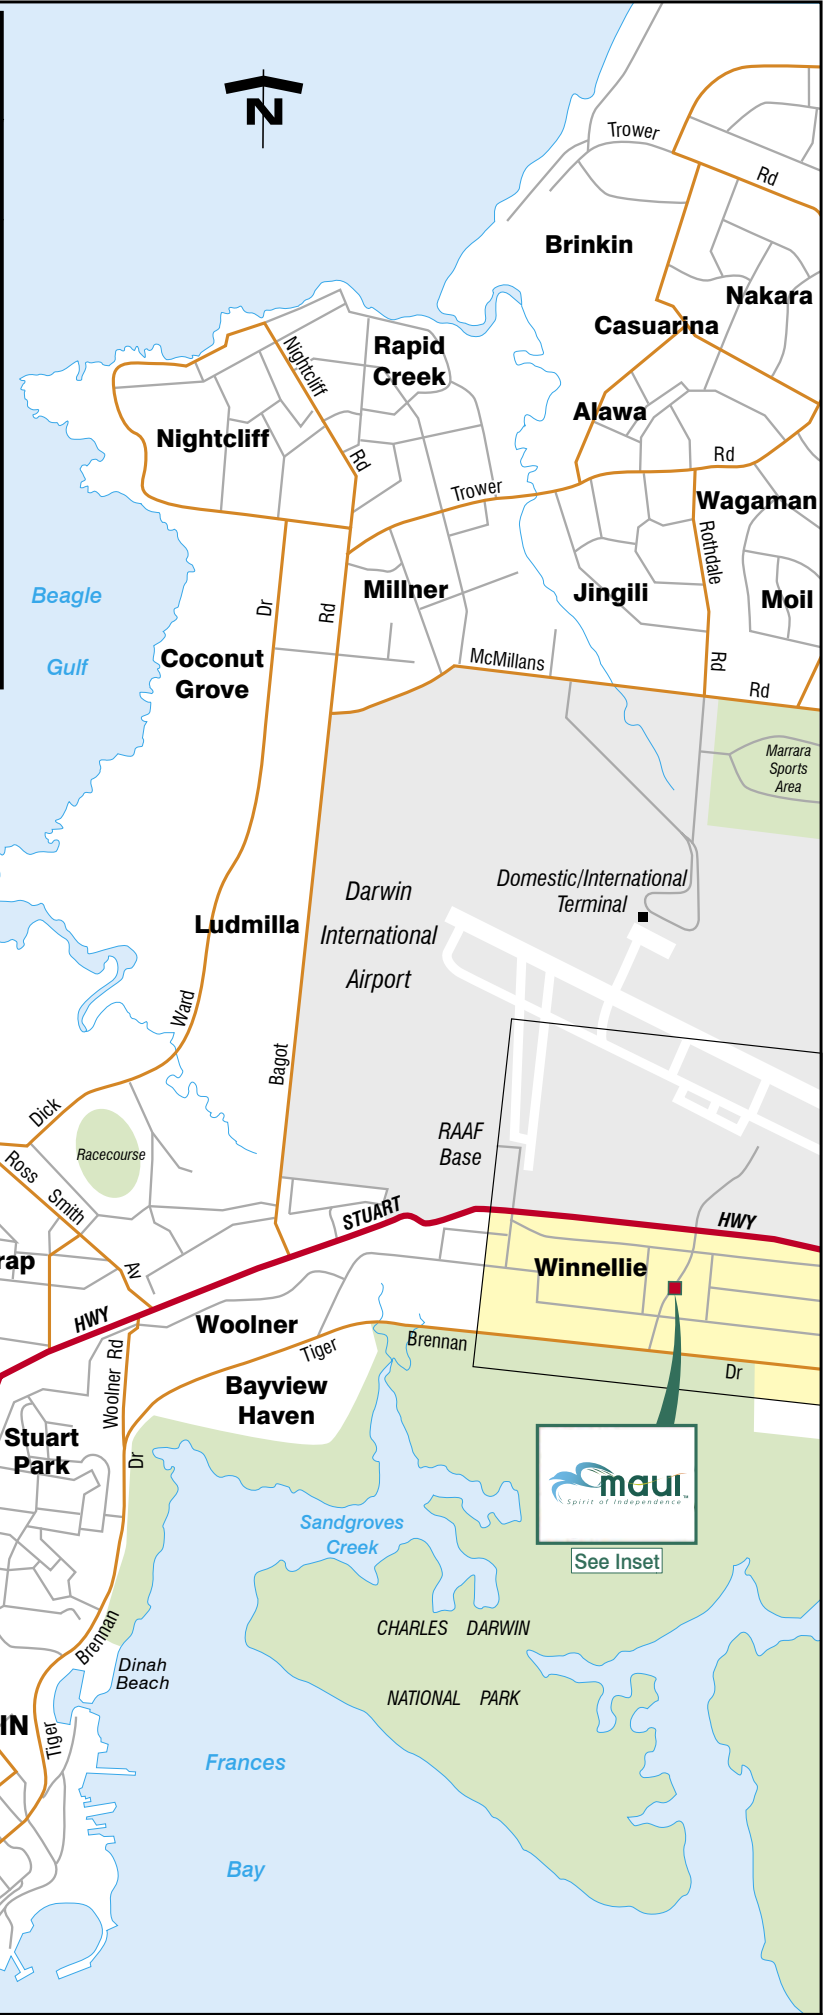 N
Trower
Rd
Brinkin
Nakara
Casuarina
Rapid
Creek
Nightcliff
Rd
Alawa
Nightcliff
Rd
Trower
Wagaman
Rothdale
Rd
Beagle
Gulf
Dr
Rd
Millner
Jingili
Moil
Coconut
Grove
McMillans
Rd
Marrara
Sports
Area
Domestic/International
Terminal
Darwin
International
Airport
Ludmilla
Ward
Bagot
Dick
Racecourse
RAAF
Base
Ross
Smith
Av
STUART
HWY
rap
Winnellie
HWY
Woolner
Woolner Rd
Tiger
Brennan
Dr
Bayview
Haven
Stuart
Park
Dr
maui
Spirit of Independence
See Inset
Sandgroves
Creek
CHARLES DARWIN
NATIONAL PARK
Brennan
Dinah
Beach
IN
Tiger
Frances
Bay